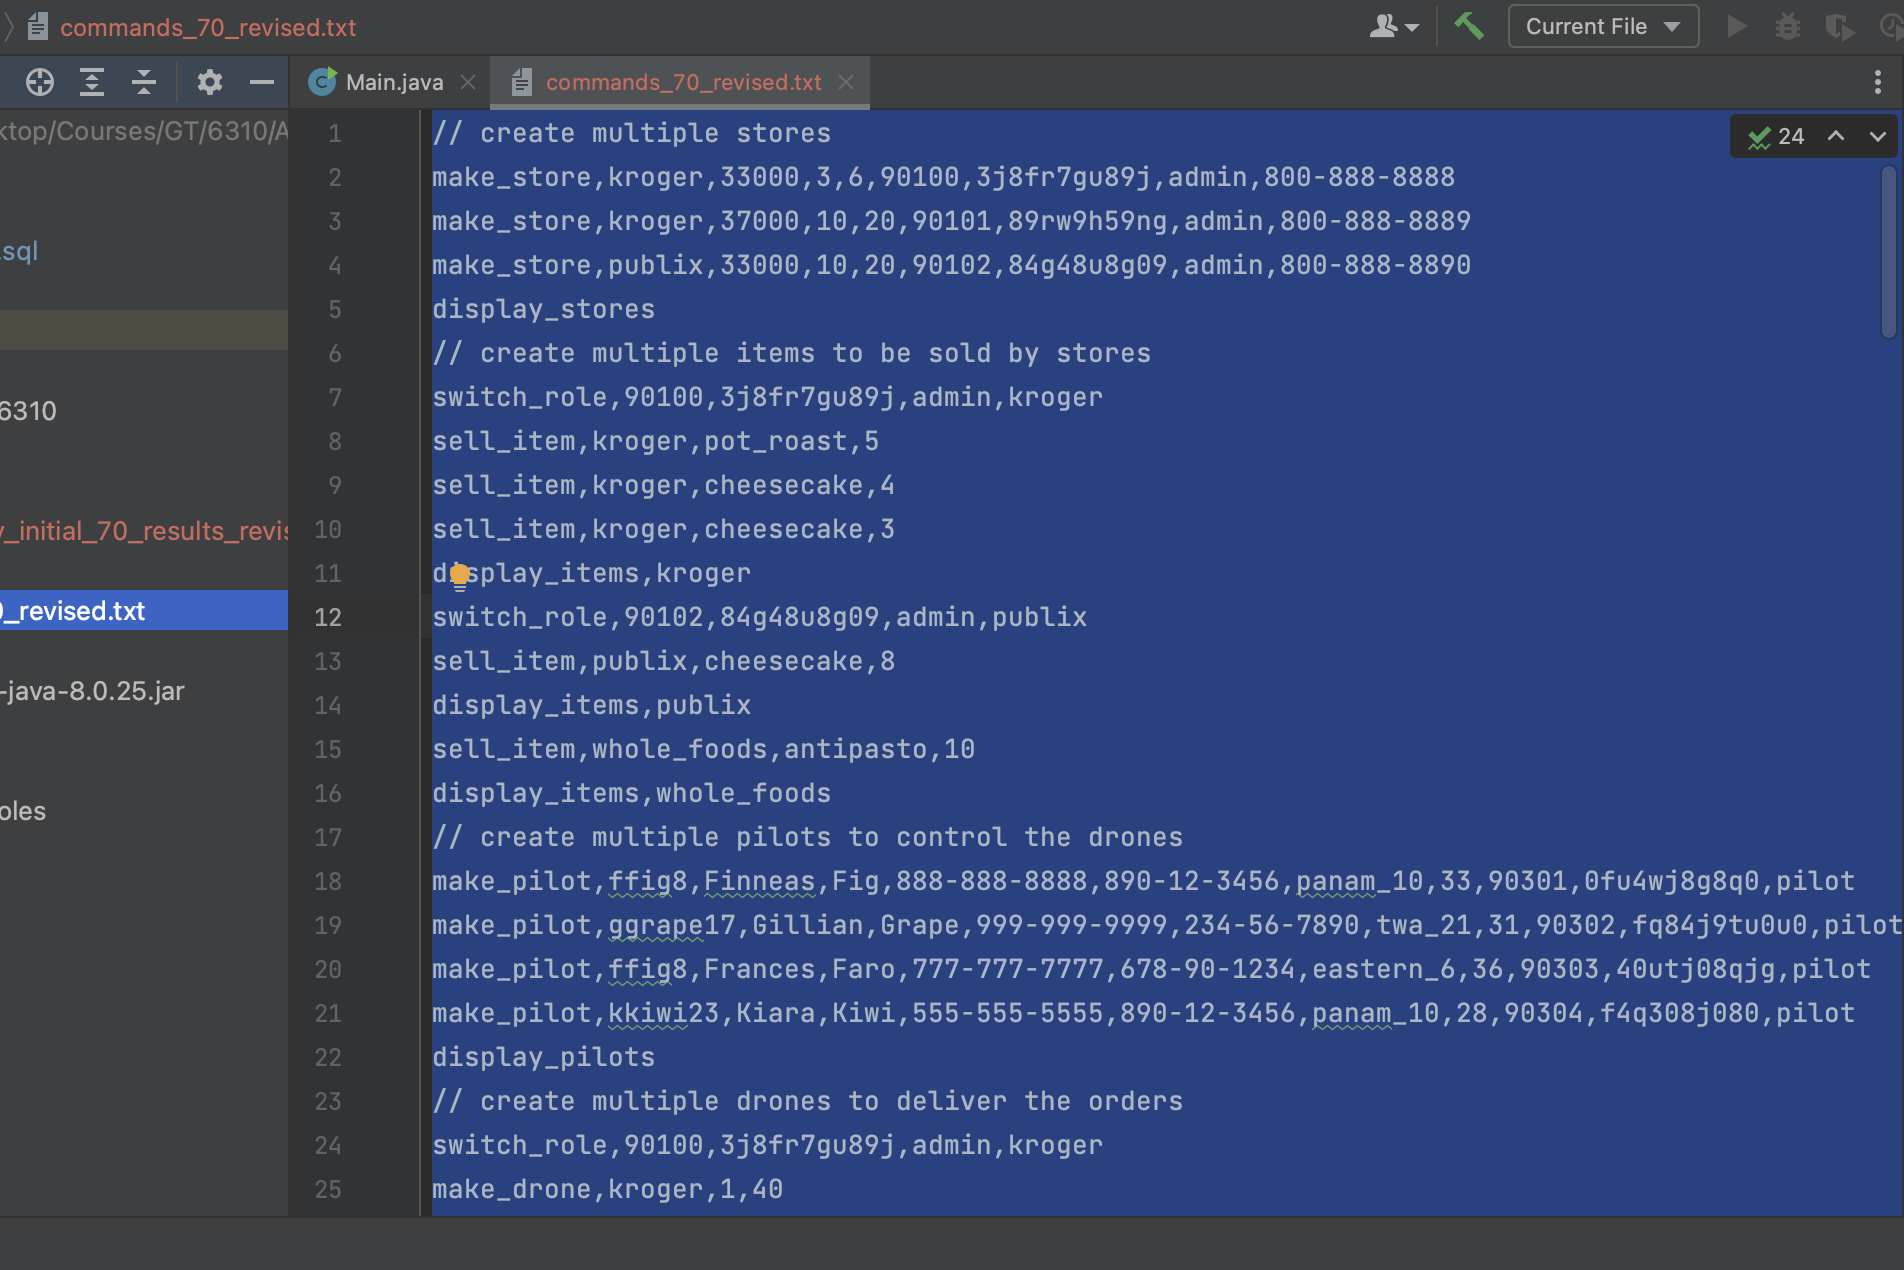 commands_70_revised.txt
Current File
Main.java
commands_70_revised.txt
ktop/Courses/GT/6310/A
.sql
6310
_initial_70_results_revis
0_revised.txt
-java-8.0.25.jar
oles
24
1 // create multiple stores
2 make_store,kroger,33000,3,6,90100,3j8fr7gu89j,admin,800-888-8888
3 make_store,kroger,37000,10,20,90101,89rw9h59ng,admin,800-888-8889
4 make_store,publix,33000,10,20,90102,84g48u8g09,admin,800-888-8890
5 display_stores
6 // create multiple items to be sold by stores
7 switch_role,90100,3j8fr7gu89j,admin,kroger
8 sell_item,kroger,pot_roast,5
9 sell_item,kroger,cheesecake,4
10 sell_item,kroger,cheesecake,3
11 display_items,kroger
12 switch_role,90102,84g48u8g09,admin,publix
13 sell_item,publix,cheesecake,8
14 display_items,publix
15 sell_item,whole_foods,antipasto,10
16 display_items,whole_foods
17 // create multiple pilots to control the drones
18 make_pilot,ffig8,Finneas,Fig,888-888-8888,890-12-3456,panam_10,33,90301,0fu4wj8g8q0,pilot
19 make_pilot,ggrape17,Gillian,Grape,999-999-9999,234-56-7890,twa_21,31,90302,fq84j9tu0u0,pilot
20 make_pilot,ffig8,Frances,Faro,777-777-7777,678-90-1234,eastern_6,36,90303,40utj08qjg,pilot
21 make_pilot,kkiwi23,Kiara,Kiwi,555-555-5555,890-12-3456,panam_10,28,90304,f4q308j080,pilot
22 display_pilots
23 // create multiple drones to deliver the orders
24 switch_role,90100,3j8fr7gu89j,admin,kroger
25 make_drone,kroger,1,40